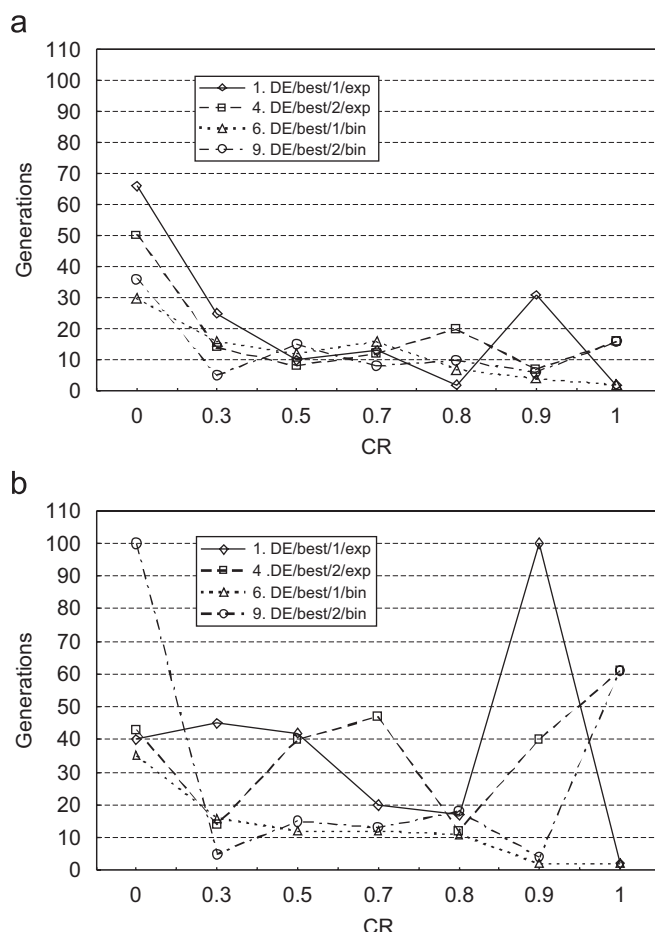 a
110
100
90
80
70
60
50
40
30
20
10
0
Generations
1. DE/best/1/exp
4. DE/best/2/exp
6. DE/best/1/bin
9. DE/best/2/bin
0 0.3 0.5 0.7 0.8 0.9 1
CR
b
110
100
90
80
70
60
50
40
30
20
10
0
Generations
1. DE/best/1/exp
4 .DE/best/2/exp
6. DE/best/1/bin
9. DE/best/2/bin
0 0.3 0.5 0.7 0.8 0.9 1
CR